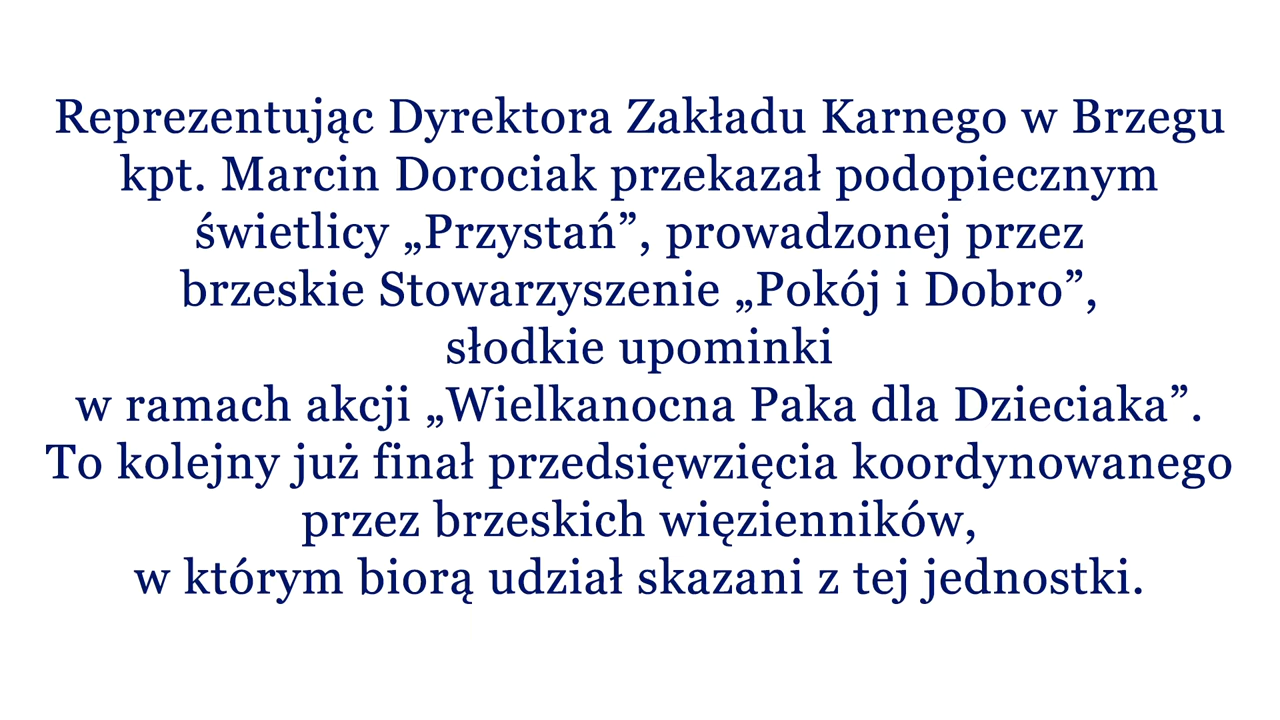 Reprezentując Dyrektora Zakładu Karnego w Brzegu
kpt. Marcin Dorociak przekazał podopiecznym
świetlicy „Przystań”, prowadzonej przez
brzeskie Stowarzyszenie „Pokój i Dobro”,
słodkie upominki
w ramach akcji „Wielkanocna Paka dla Dzieciaka”.
To kolejny już finał przedsięwzięcia koordynowanego
przez brzeskich więzienników,
w którym biorą udział skazani z tej jednostki.